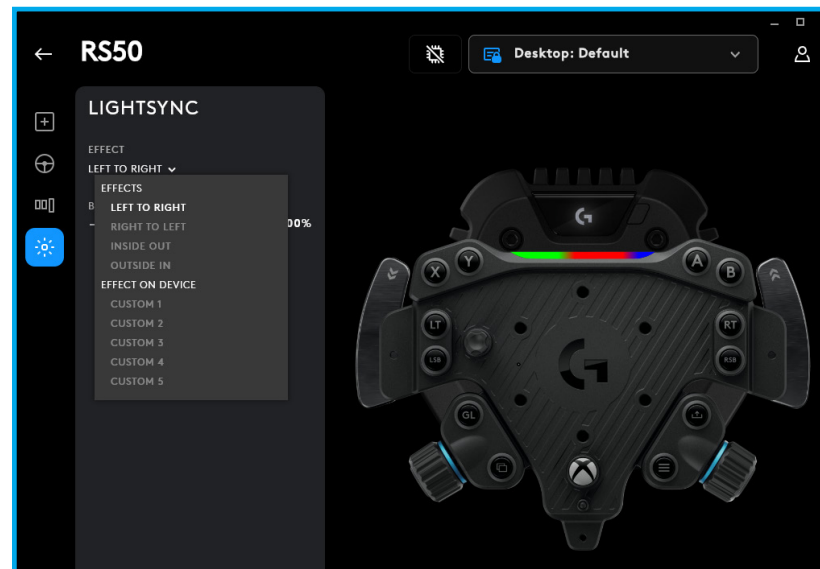 RS50
Desktop: Default
LIGHTSYNC
EFFECT
LEFT TO RIGHT
EFFECTS
LEFT TO RIGHT
RIGHT TO LEFT
INSIDE OUT
OUTSIDE IN
EFFECT ON DEVICE
CUSTOM 1
CUSTOM 2
CUSTOM 3
CUSTOM 4
CUSTOM 5
B
00%
G
X
Y
A
B
LT
RT
LSB
RSB
G
GL